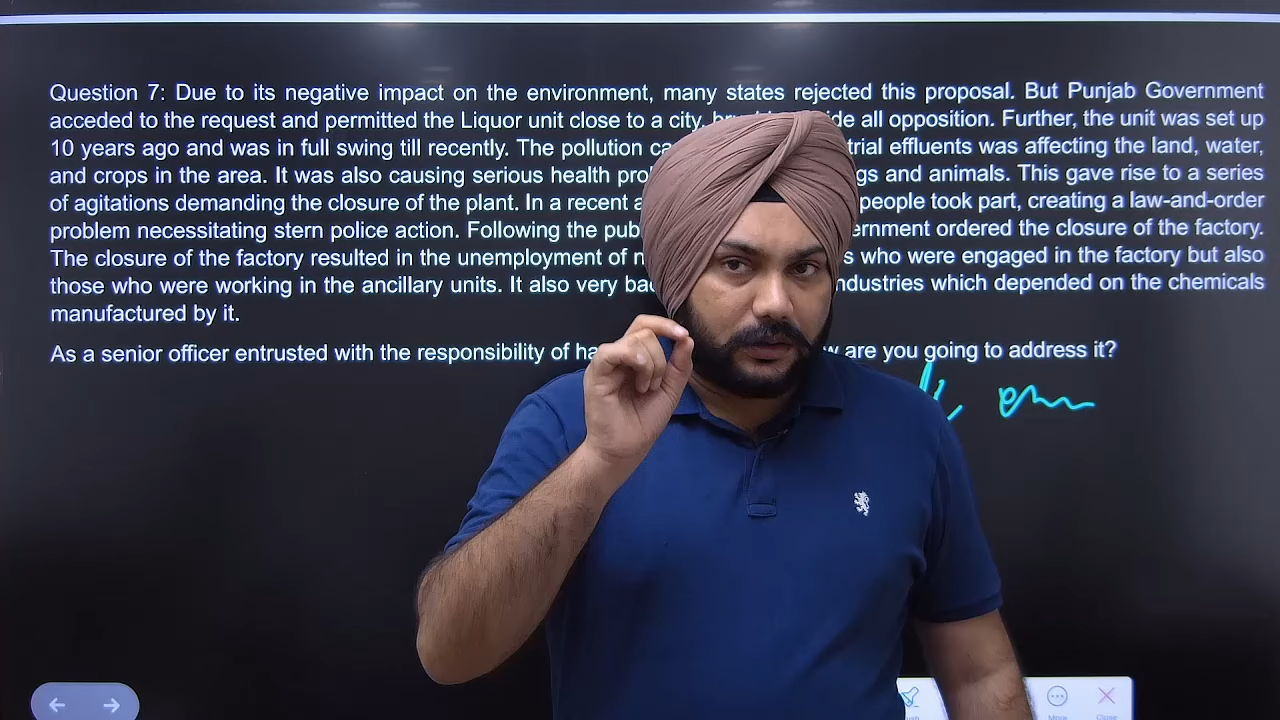 Question 7: Due to its negative impact on the environment, many states rejected this proposal. But Punjab Government
acceded to the request and permitted the Liquor unit close to a city, all opposition. Further, the unit was set up
10 years ago and was in full swing till recently. The pollution effluents was affecting the land, water,
and crops in the area. It was also causing serious health and animals. This gave rise to a series
of agitations demanding the closure of the plant. In a recent people took part, creating a law-and-order
problem necessitating stern police action. Following the ordered the closure of the factory.
The closure of the factory resulted in the unemployment of who were engaged in the factory but also
those who were working in the ancillary units. It also very which depended on the chemicals
manufactured by it.
As a senior officer entrusted with the responsibility of are you going to address it?
More
Close